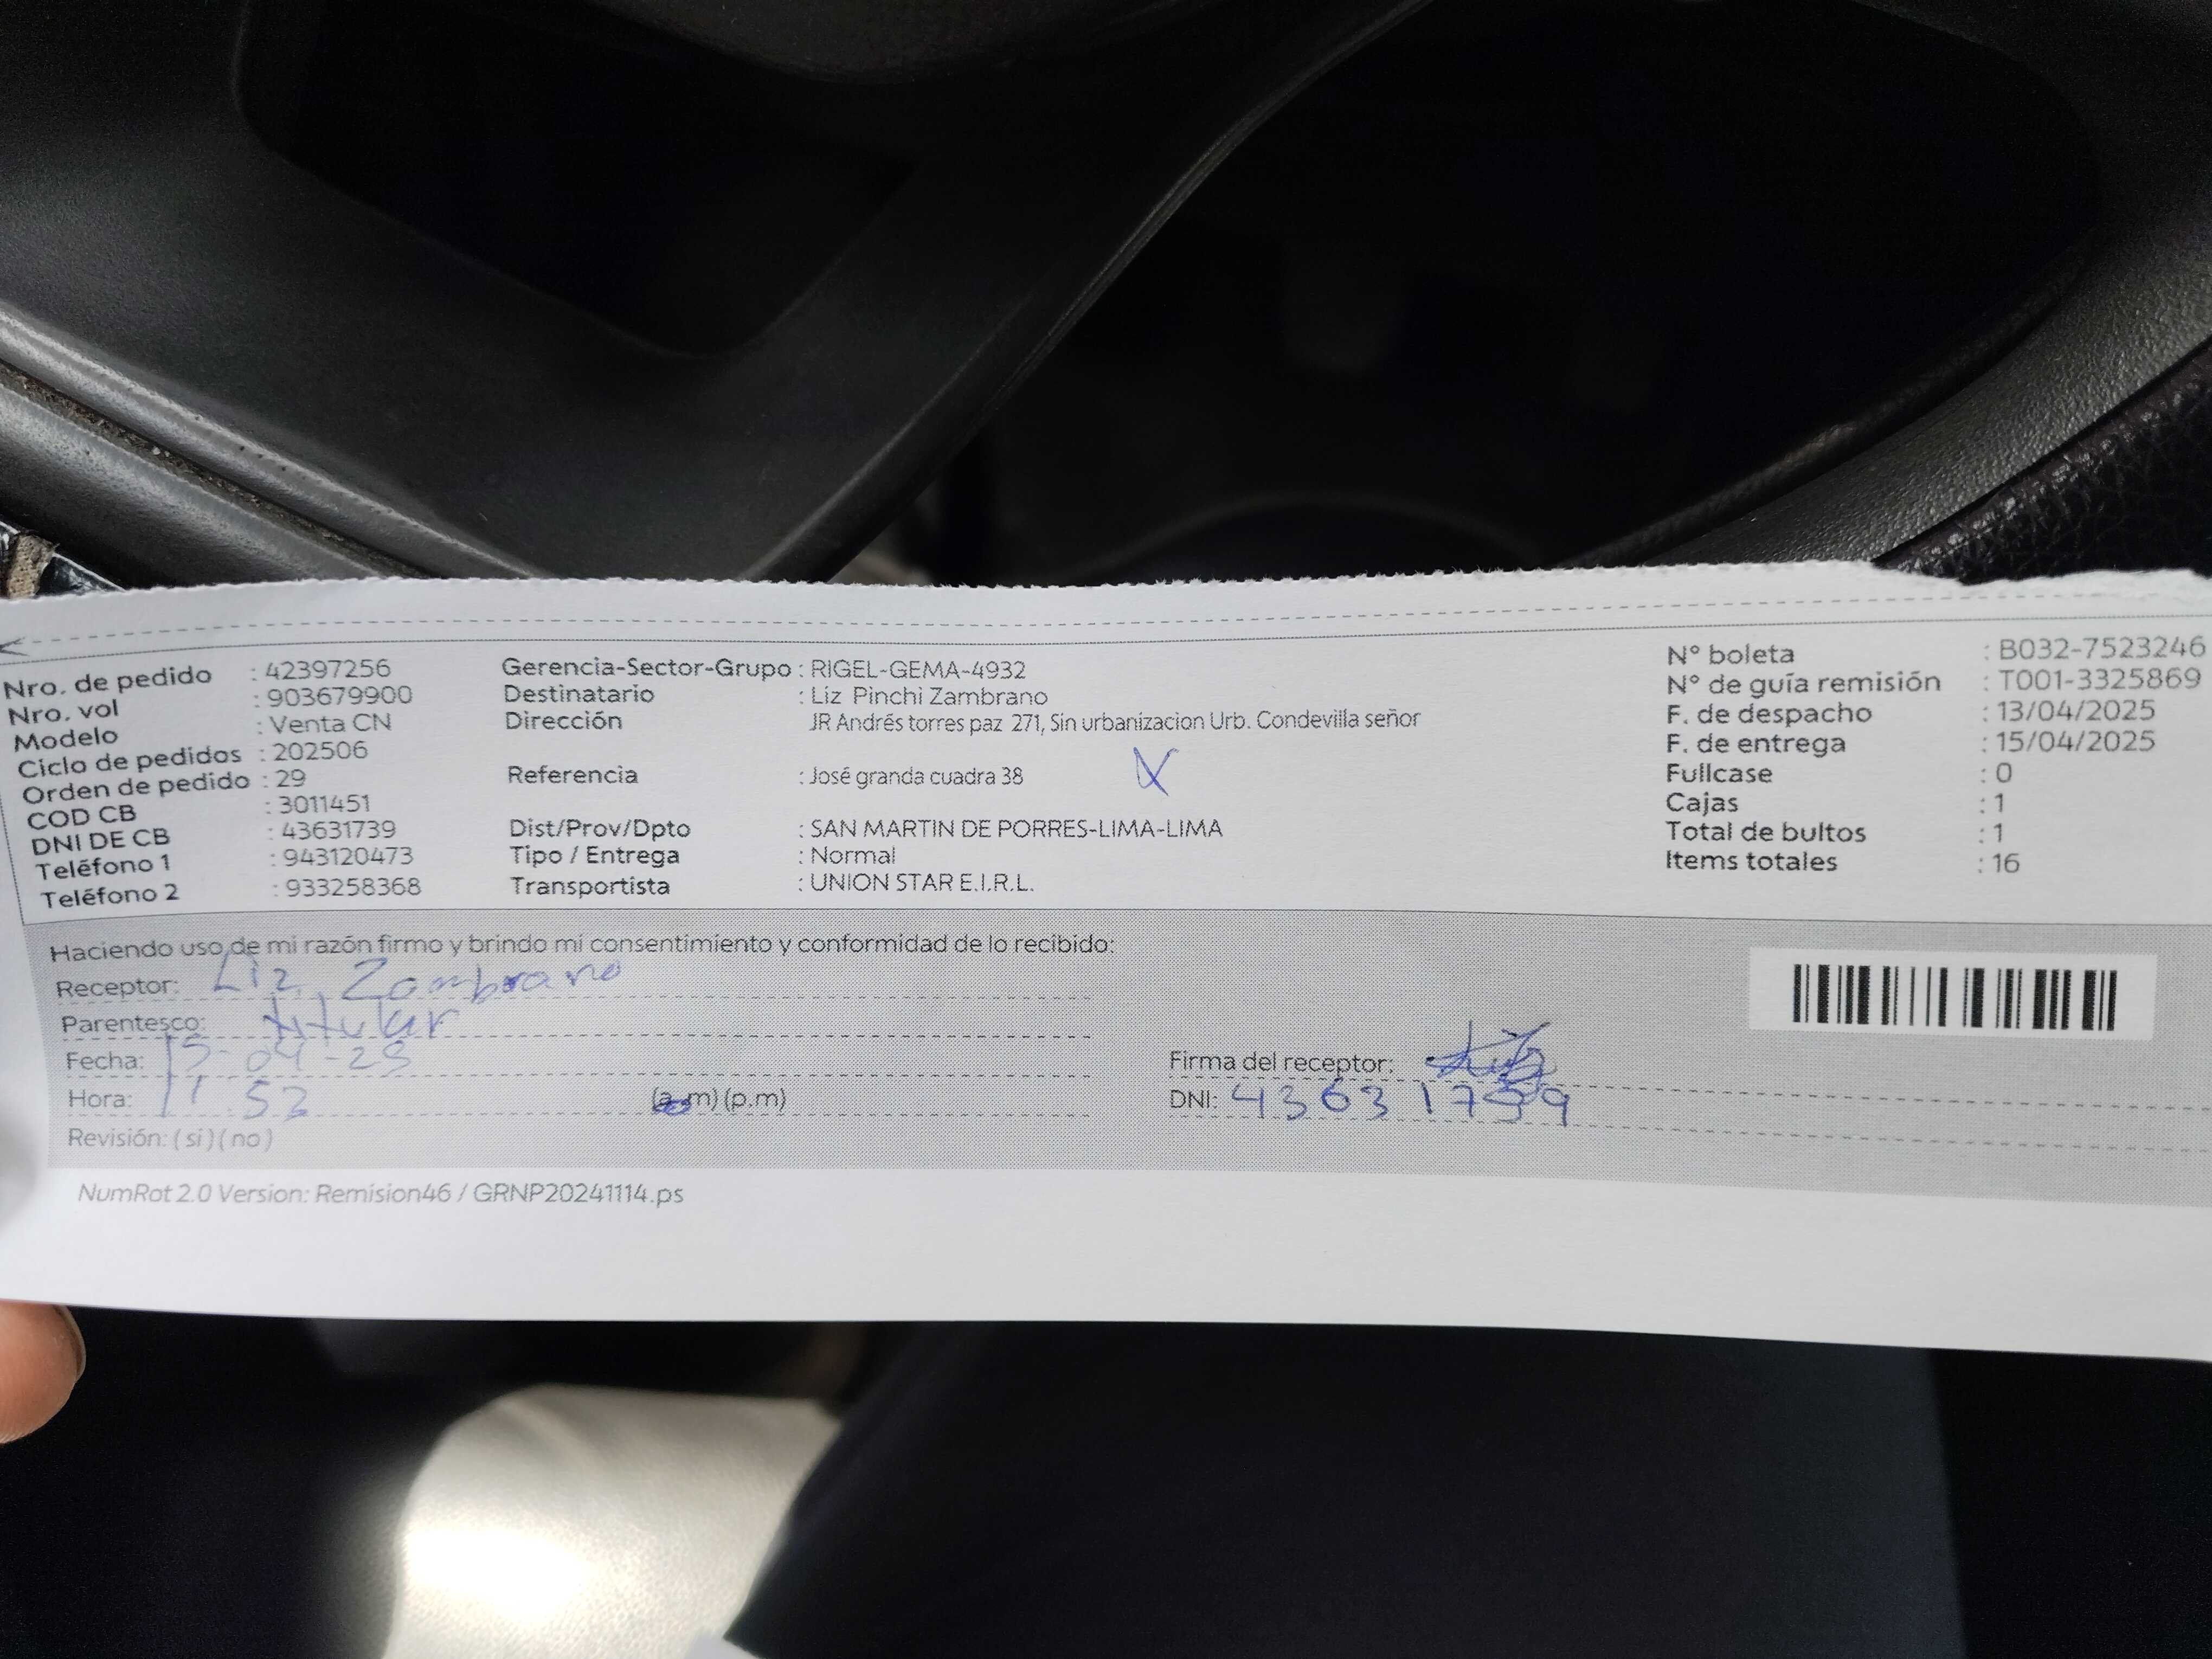 Nro. de pedido : 42397256
Nro. vol : 903679900
Modelo : Venta CN
Ciclo de pedidos : 202506
Orden de pedido : 29
COD CB : 3011451
DNI DE CB : 43631739
Teléfono 1 : 943120473
Teléfono 2 : 933258368
Gerencia-Sector-Grupo : RIGEL-GEMA-4932
Destinatario : Liz Pinchi Zambrano
Dirección JR Andrés torres paz 271, Sin urbanizacion Urb. Condevilla señor
Referencia : José granda cuadra 38
Dist/Prov/Dpto : SAN MARTIN DE PORRES-LIMA-LIMA
Tipo / Entrega : Normal
Transportista : UNION STAR E.I.R.L.
N° boleta : B032-7523246
N° de guía remisión : T001-3325869
F. de despacho : 13/04/2025
F. de entrega : 15/04/2025
Fullcase : 0
Cajas : 1
Total de bultos : 1
Items totales : 16
Haciendo uso de mi razón firmo y brindo mi consentimiento y conformidad de lo recibido:
Receptor: Liz Zambrano
Parentesco: titular
Fecha: 15-04-25
Hora: 11:53 (a.m) (p.m)
Revisión: (si) (no)
Firma del receptor:
DNI: 43631739
NumRot 2.0 Version: Remision46 / GRNP20241114.ps